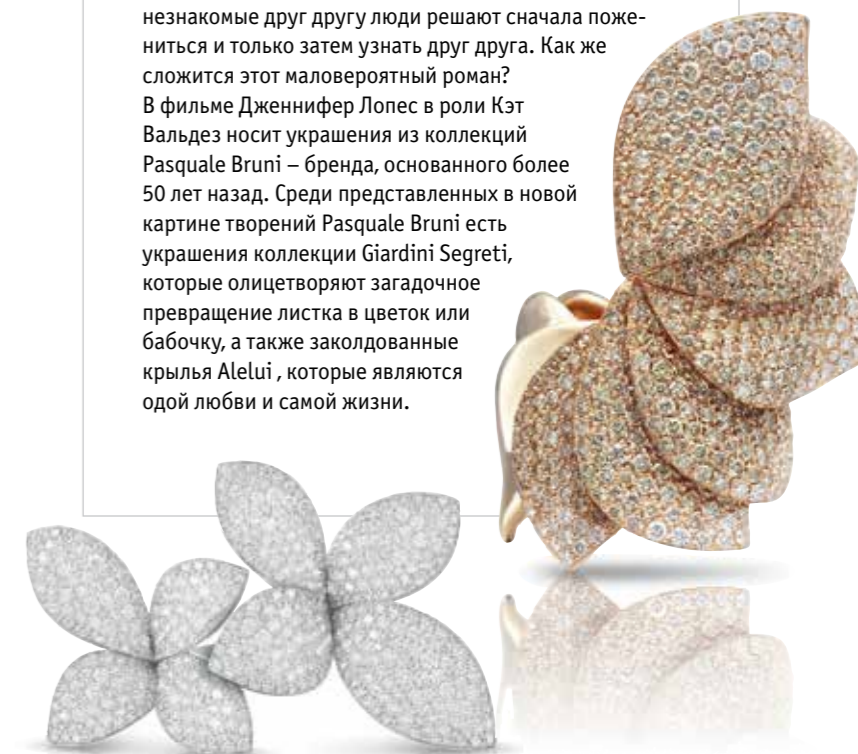 незнакомые друг другу люди решают сначала поже-
ниться и только затем узнать друг друга. Как же
сложится этот маловероятный роман?
В фильме Дженнифер Лопес в роли Кэт
Вальдез носит украшения из коллекций
Pasquale Bruni – бренда, основанного более
50 лет назад. Среди представленных в новой
картине творений Pasquale Bruni есть
украшения коллекции Giardini Segreti,
которые олицетворяют загадочное
превращение листка в цветок или
бабочку, а также заколдованные
крылья Alelui , которые являются
одой любви и самой жизни.